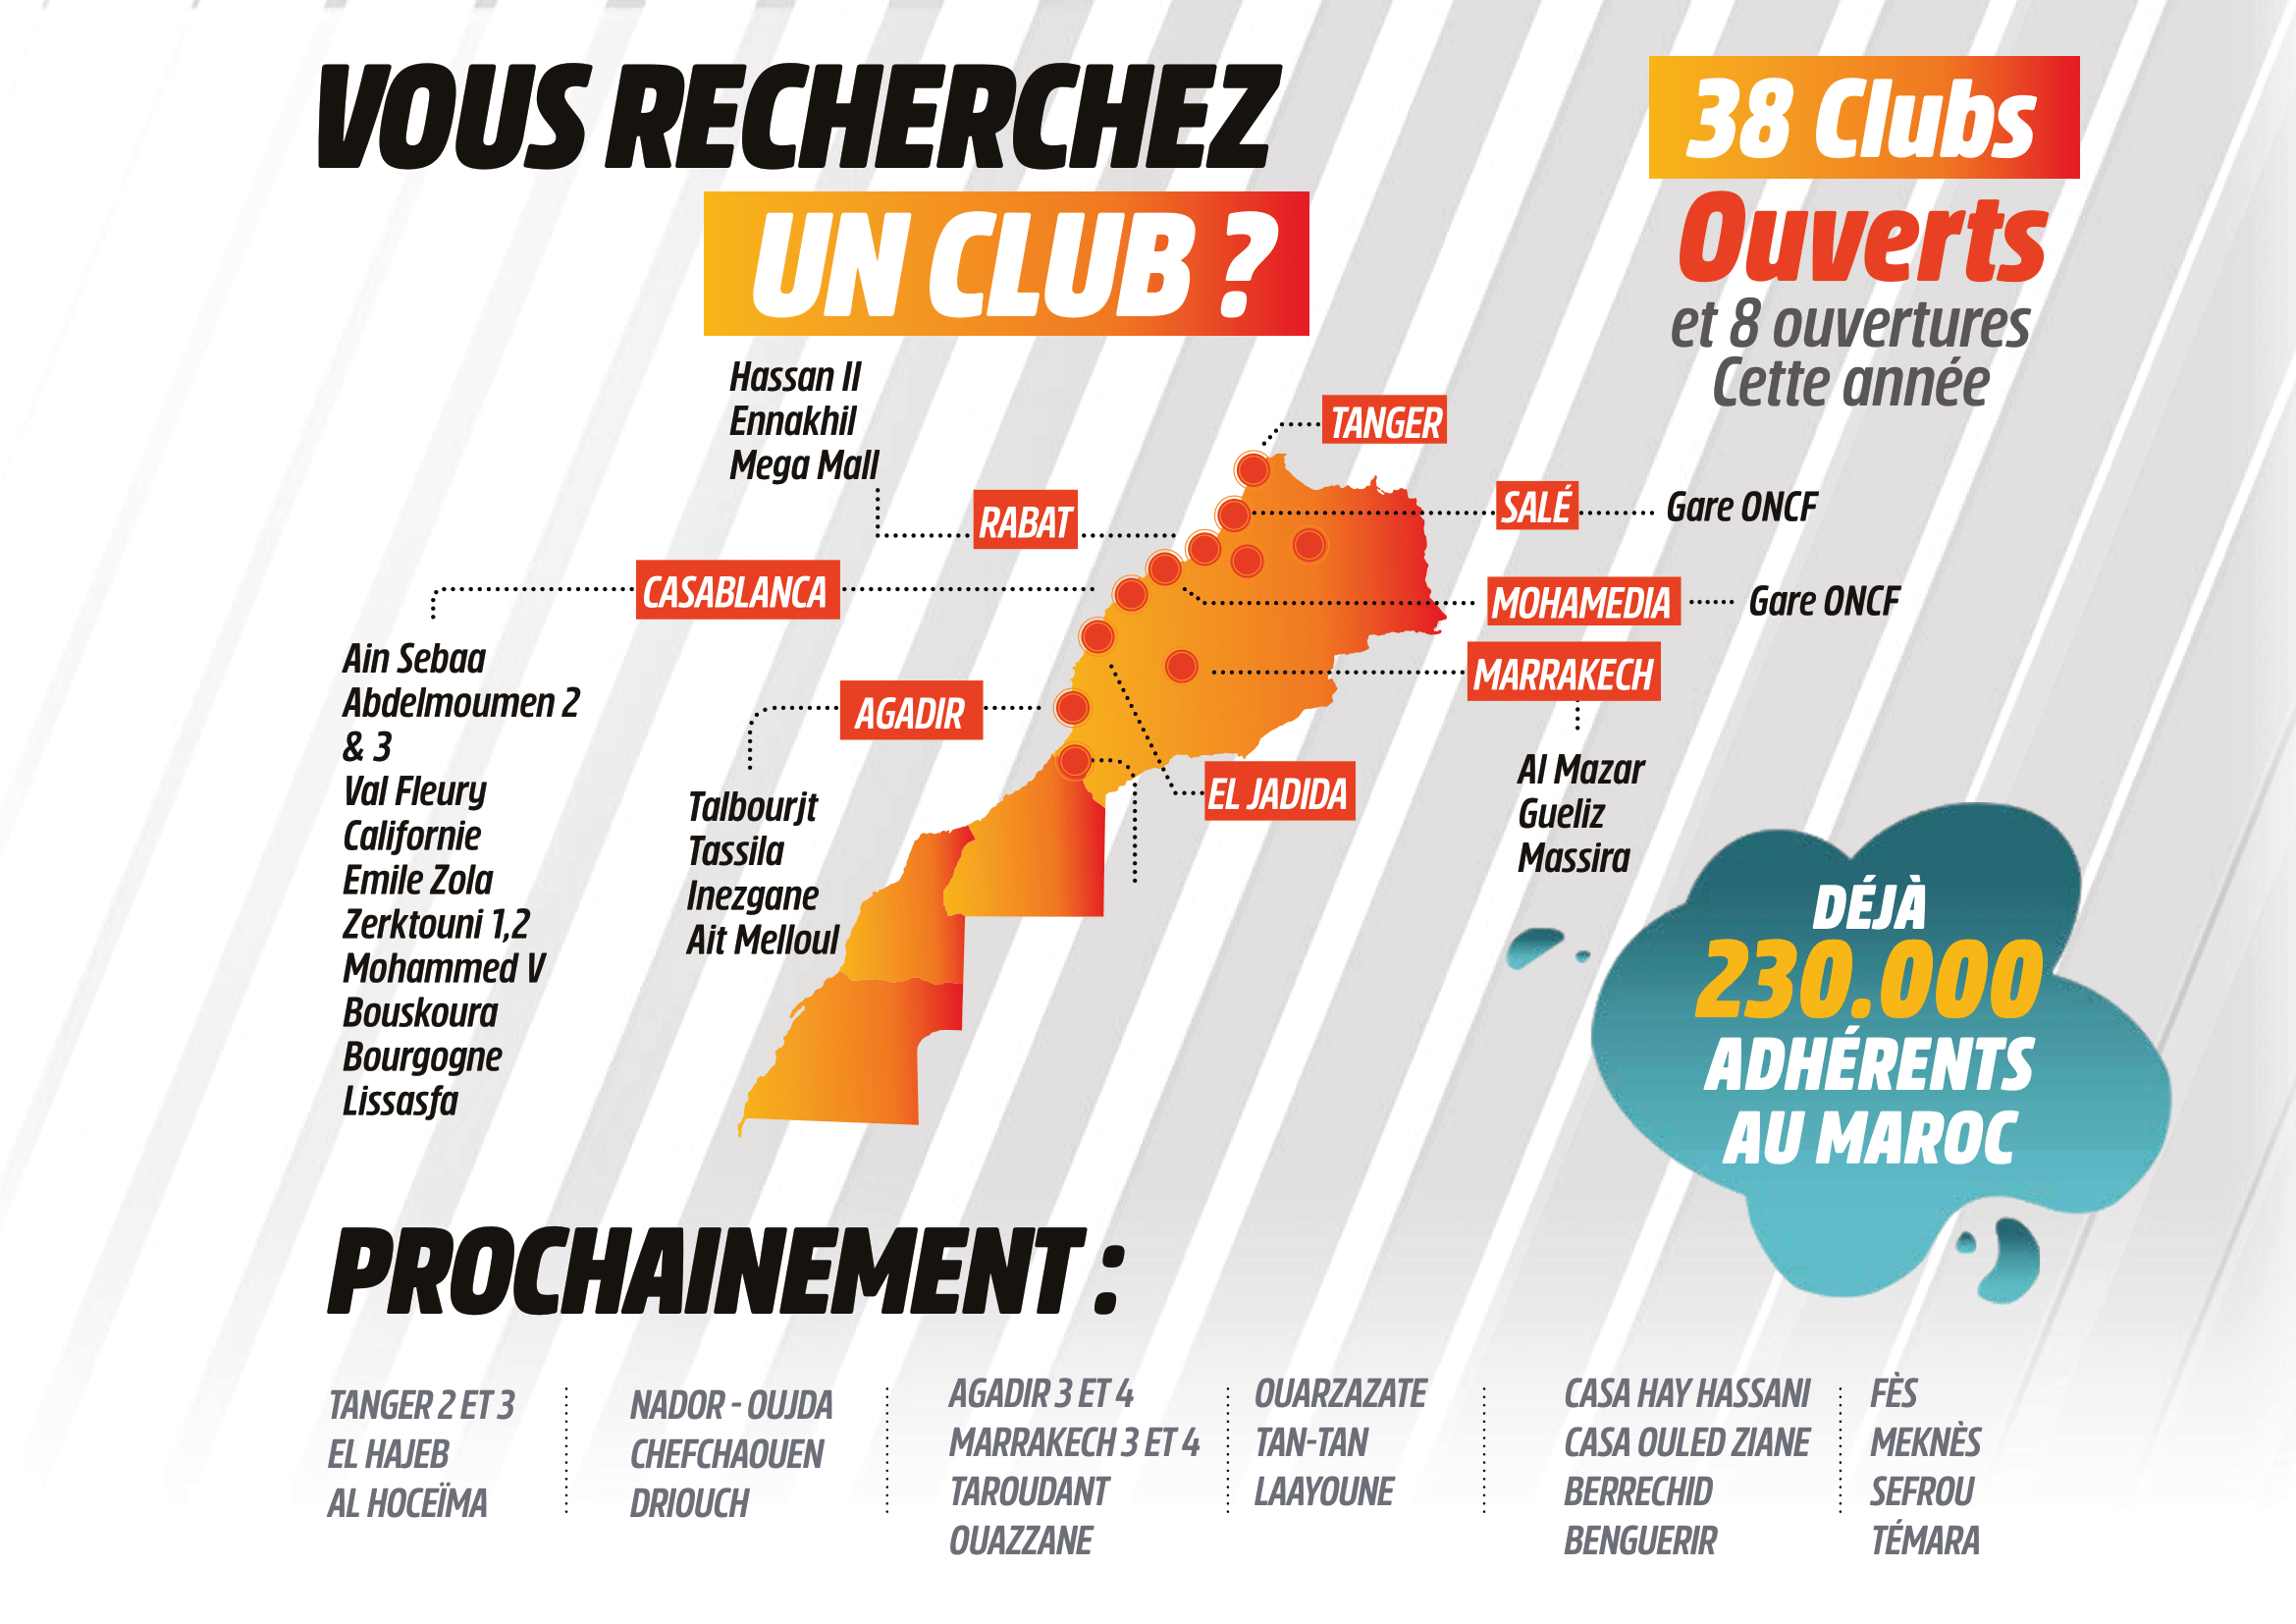 VOUS RECHERCHEZ
UN CLUB ?
38 Clubs
Ouverts
et 8 ouvertures
Cette année
Hassan II
Ennakhil
Mega Mall
TANGER
RABAT
SALÉ
Gare ONCF
CASABLANCA
MOHAMEDIA
Gare ONCF
MARRAKECH
AGADIR
EL JADIDA
Ain Sebaa
Abdelmoumen 2
& 3
Val Fleury
Californie
Emile Zola
Zerktouni 1,2
Mohammed V
Bouskoura
Bourgogne
Lissasfa
Talbourjt
Tassila
Inezgane
Ait Melloul
Al Mazar
Gueliz
Massira
DÉJÀ
230.000
ADHÉRENTS
AU MAROC
PROCHAINEMENT :
TANGER 2 ET 3
EL HAJEB
AL HOCEÏMA
NADOR - OUJDA
CHEFCHAOUEN
DRIOUCH
AGADIR 3 ET 4
MARRAKECH 3 ET 4
TAROUDANT
OUAZZANE
OUARZAZATE
TAN-TAN
LAAYOUNE
CASA HAY HASSANI
CASA OULED ZIANE
BERRECHID
BENGUERIR
FÈS
MEKNÈS
SEFROU
TÉMARA